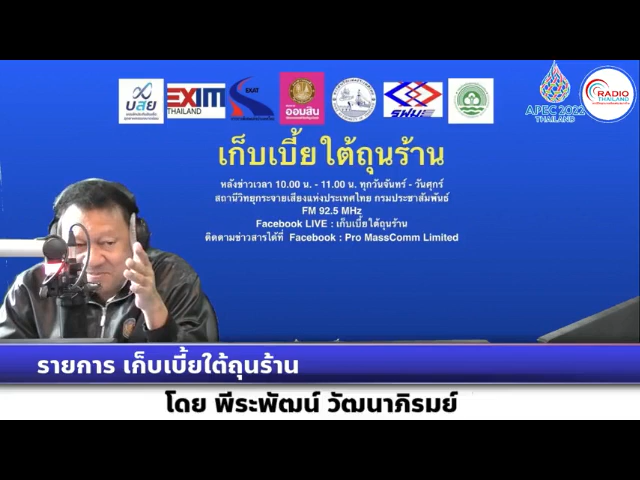 บสย
EXIM
THAILAND
EXAT
ออมสิน
รฟม
APEC 2022
THAILAND
RADIO
THAILAND
เก็บเบี้ยใต้ถุนร้าน
หลังข่าวเวลา 10.00 น. - 11.00 น. ทุกวันจันทร์ - วันศุกร์
สถานีวิทยุกระจายเสียงแห่งประเทศไทย กรมประชาสัมพันธ์
FM 92.5 MHz
Facebook LIVE : เก็บเบี้ยใต้ถุนร้าน
ติดตามข่าวสารได้ที่ Facebook : Pro MassComm Limited
รายการ เก็บเบี้ยใต้ถุนร้าน
โดย พีระพัฒน์ วัฒนาภิรมย์